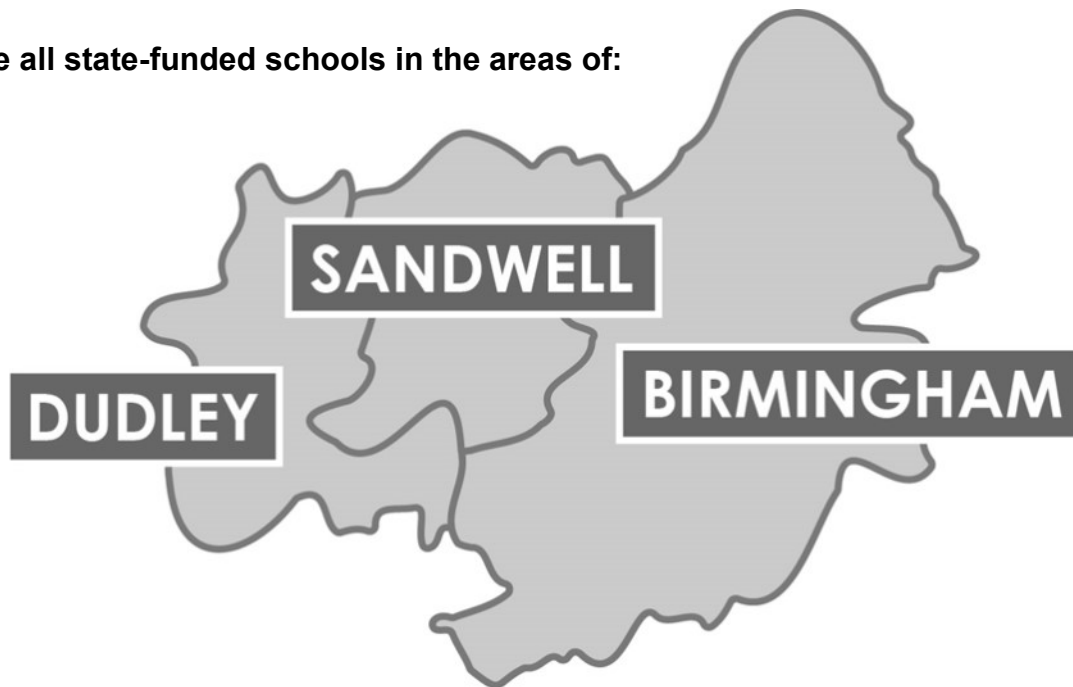 all state-funded schools in the areas of:
SANDWELL
DUDLEY
BIRMINGHAM